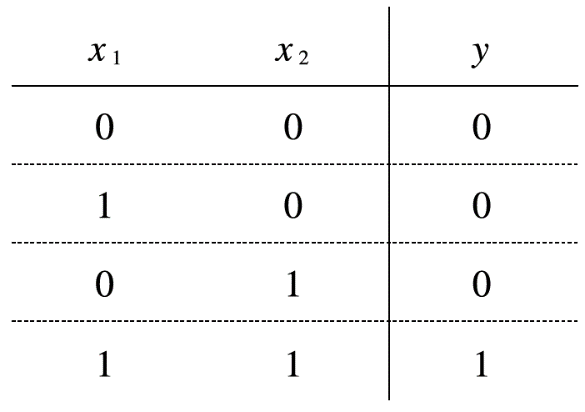 x₁ x₂ y
0 0 0
1 0 0
0 1 0
1 1 1